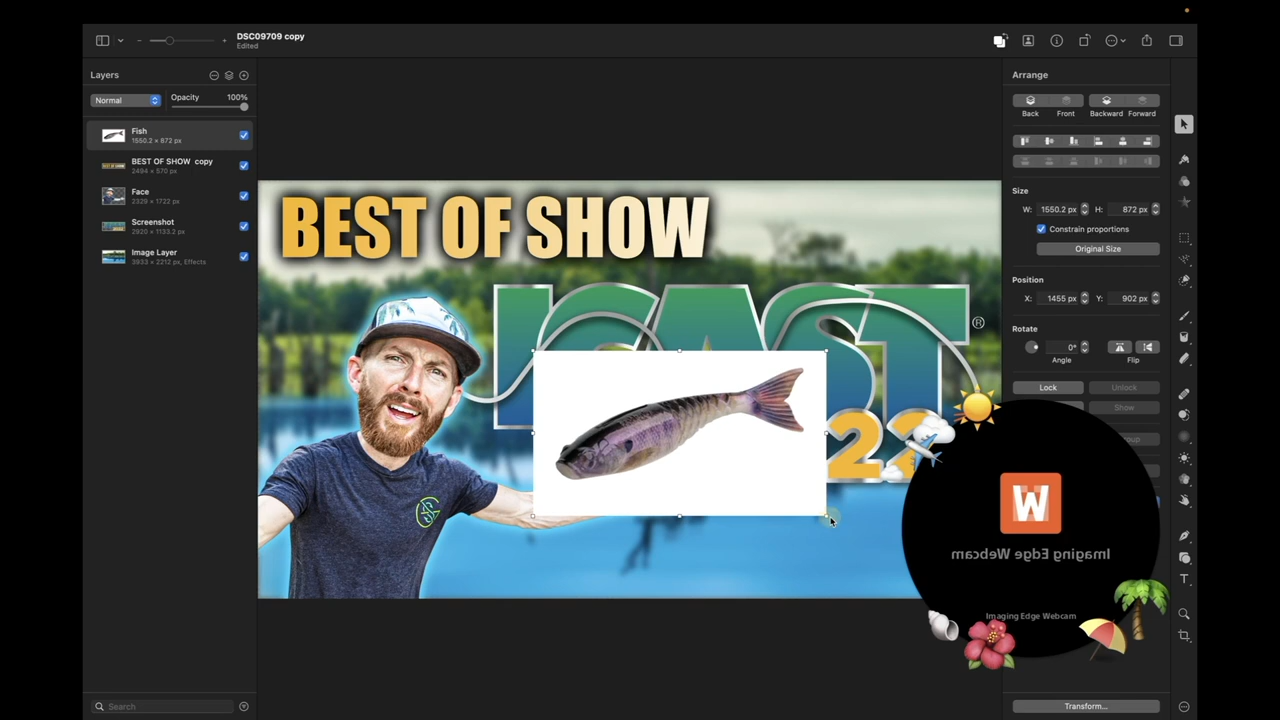 DSC09709 copy
Edited
Layers
Normal
Opacity
100%
Fish
1550.2 × 872 px
BEST OF SHOW copy
2494 × 570 px
Face
2329 × 1722 px
Screenshot
2920 × 1133.2 px
Image Layer
3933 × 2212 px, Effects
Search
BEST OF SHOW
ICAST
®
22
Arrange
Back
Front
Backward
Forward
Size
W:
1550.2 px
H:
872 px
Constrain proportions
Original Size
Position
X:
1455 px
Y:
902 px
Rotate
0°
Angle
Flip
Lock
Unlock
Show
W
Imaging Edge Webcam
Imaging Edge Webcam
T
Transform...